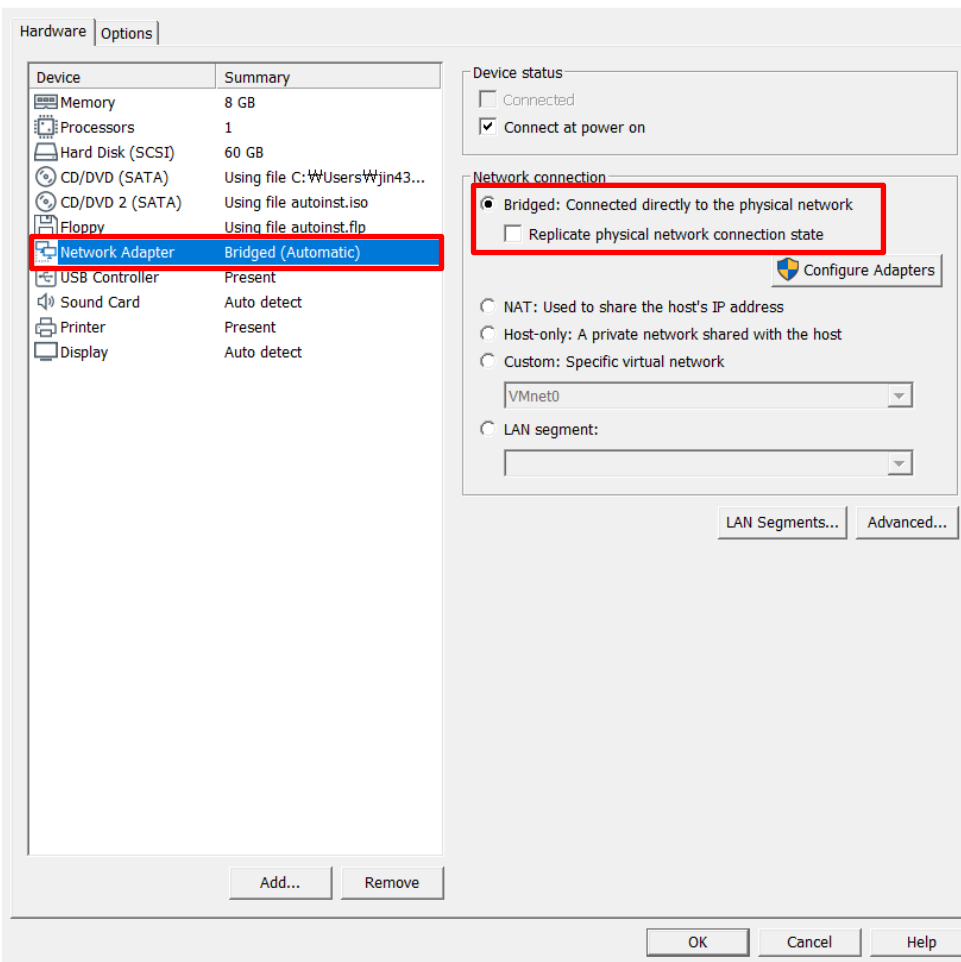 Hardware Options
Device Summary
Memory 8 GB
Processors 1
Hard Disk (SCSI) 60 GB
CD/DVD (SATA) Using file C:₩Users₩jin43...
CD/DVD 2 (SATA) Using file autoinst.iso
Floppy Using file autoinst.flp
Network Adapter Bridged (Automatic)
USB Controller Present
Sound Card Auto detect
Printer Present
Display Auto detect
Add... Remove
Device status
Connected
Connect at power on
Network connection
Bridged: Connected directly to the physical network
Replicate physical network connection state
Configure Adapters
NAT: Used to share the host's IP address
Host-only: A private network shared with the host
Custom: Specific virtual network
VMnet0
LAN segment:
LAN Segments... Advanced...
OK Cancel Help